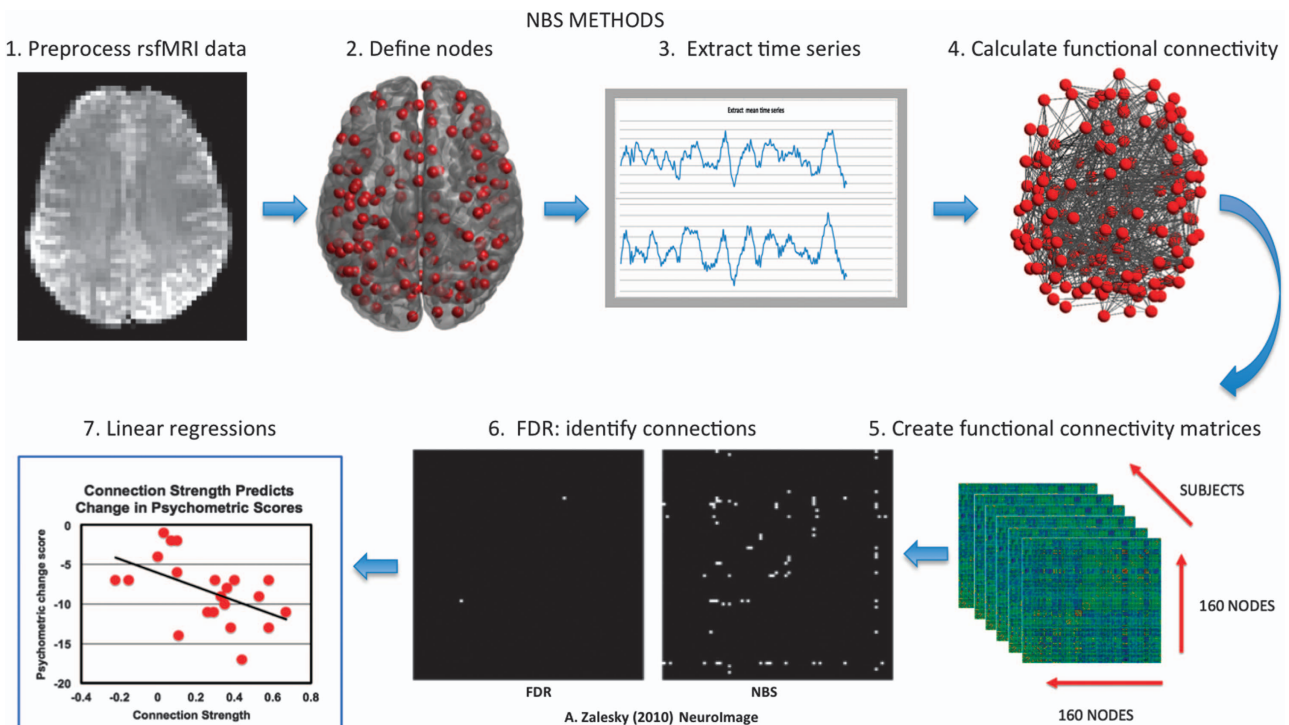 NBS METHODS
1. Preprocess rsfMRI data
2. Define nodes
3. Extract time series
4. Calculate functional connectivity
Extract mean time series
7. Linear regressions
6. FDR: identify connections
5. Create functional connectivity matrices
Connection Strength Predicts
Change in Psychometric Scores
Psychometric change score
0
-5
-10
-15
-20
-0.4
-0.2
0
0.2
0.4
0.6
0.8
Connection Strength
FDR
NBS
A. Zalesky (2010) NeuroImage
SUBJECTS
160 NODES
160 NODES